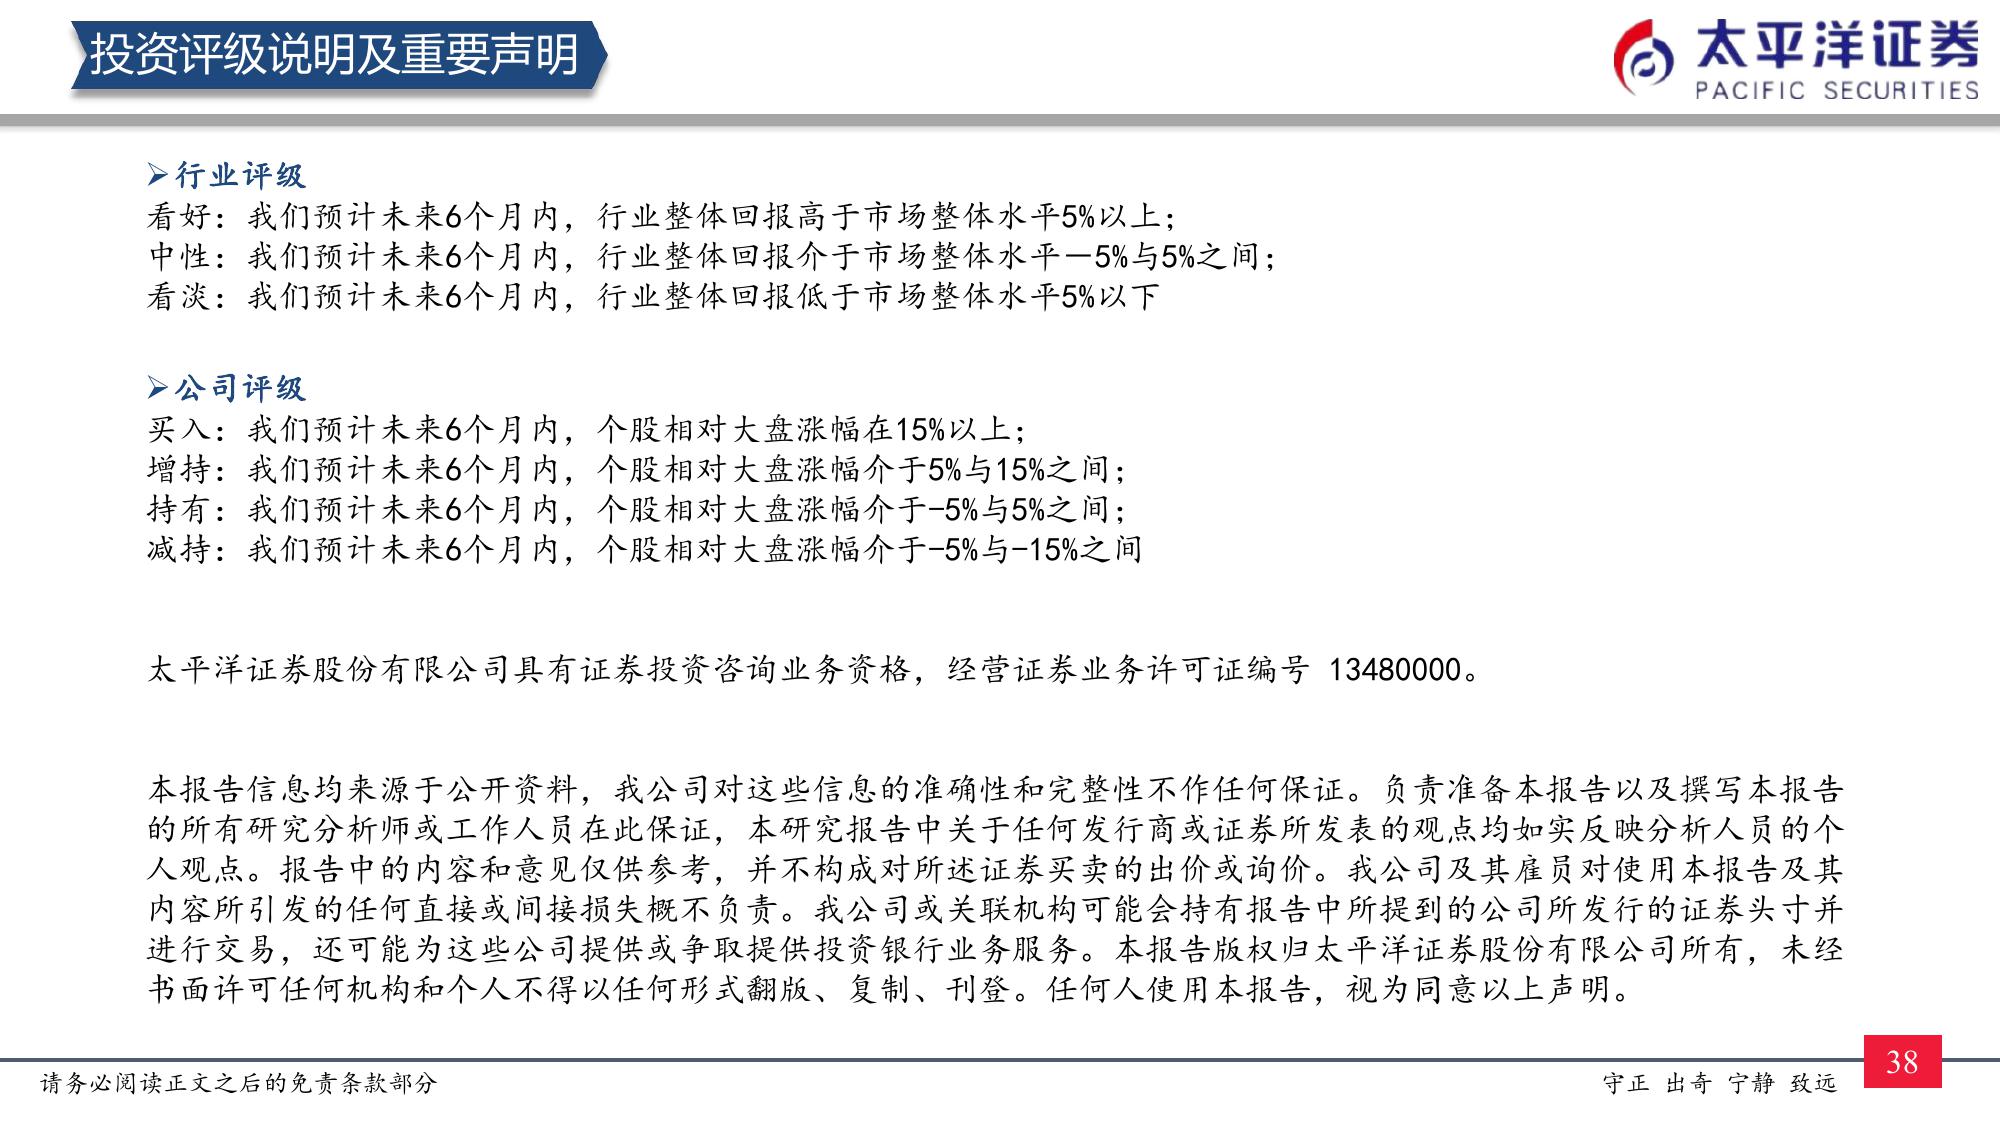 投资评级说明及重要声明
太平洋证券
PACIFIC SECURITIES
➢行业评级
看好：我们预计未来6个月内，行业整体回报高于市场整体水平5%以上；
中性：我们预计未来6个月内，行业整体回报介于市场整体水平－5%与5%之间；
看淡：我们预计未来6个月内，行业整体回报低于市场整体水平5%以下
➢公司评级
买入：我们预计未来6个月内，个股相对大盘涨幅在15%以上；
增持：我们预计未来6个月内，个股相对大盘涨幅介于5%与15%之间；
持有：我们预计未来6个月内，个股相对大盘涨幅介于-5%与5%之间；
减持：我们预计未来6个月内，个股相对大盘涨幅介于-5%与-15%之间
太平洋证券股份有限公司具有证券投资咨询业务资格，经营证券业务许可证编号 13480000。
本报告信息均来源于公开资料，我公司对这些信息的准确性和完整性不作任何保证。负责准备本报告以及撰写本报告
的所有研究分析师或工作人员在此保证，本研究报告中关于任何发行商或证券所发表的观点均如实反映分析人员的个
人观点。报告中的内容和意见仅供参考，并不构成对所述证券买卖的出价或询价。我公司及其雇员对使用本报告及其
内容所引发的任何直接或间接损失概不负责。我公司或关联机构可能会持有报告中所提到的公司所发行的证券头寸并
进行交易，还可能为这些公司提供或争取提供投资银行业务服务。本报告版权归太平洋证券股份有限公司所有，未经
书面许可任何机构和个人不得以任何形式翻版、复制、刊登。任何人使用本报告，视为同意以上声明。
请务必阅读正文之后的免责条款部分
守正 出奇 宁静 致远
38